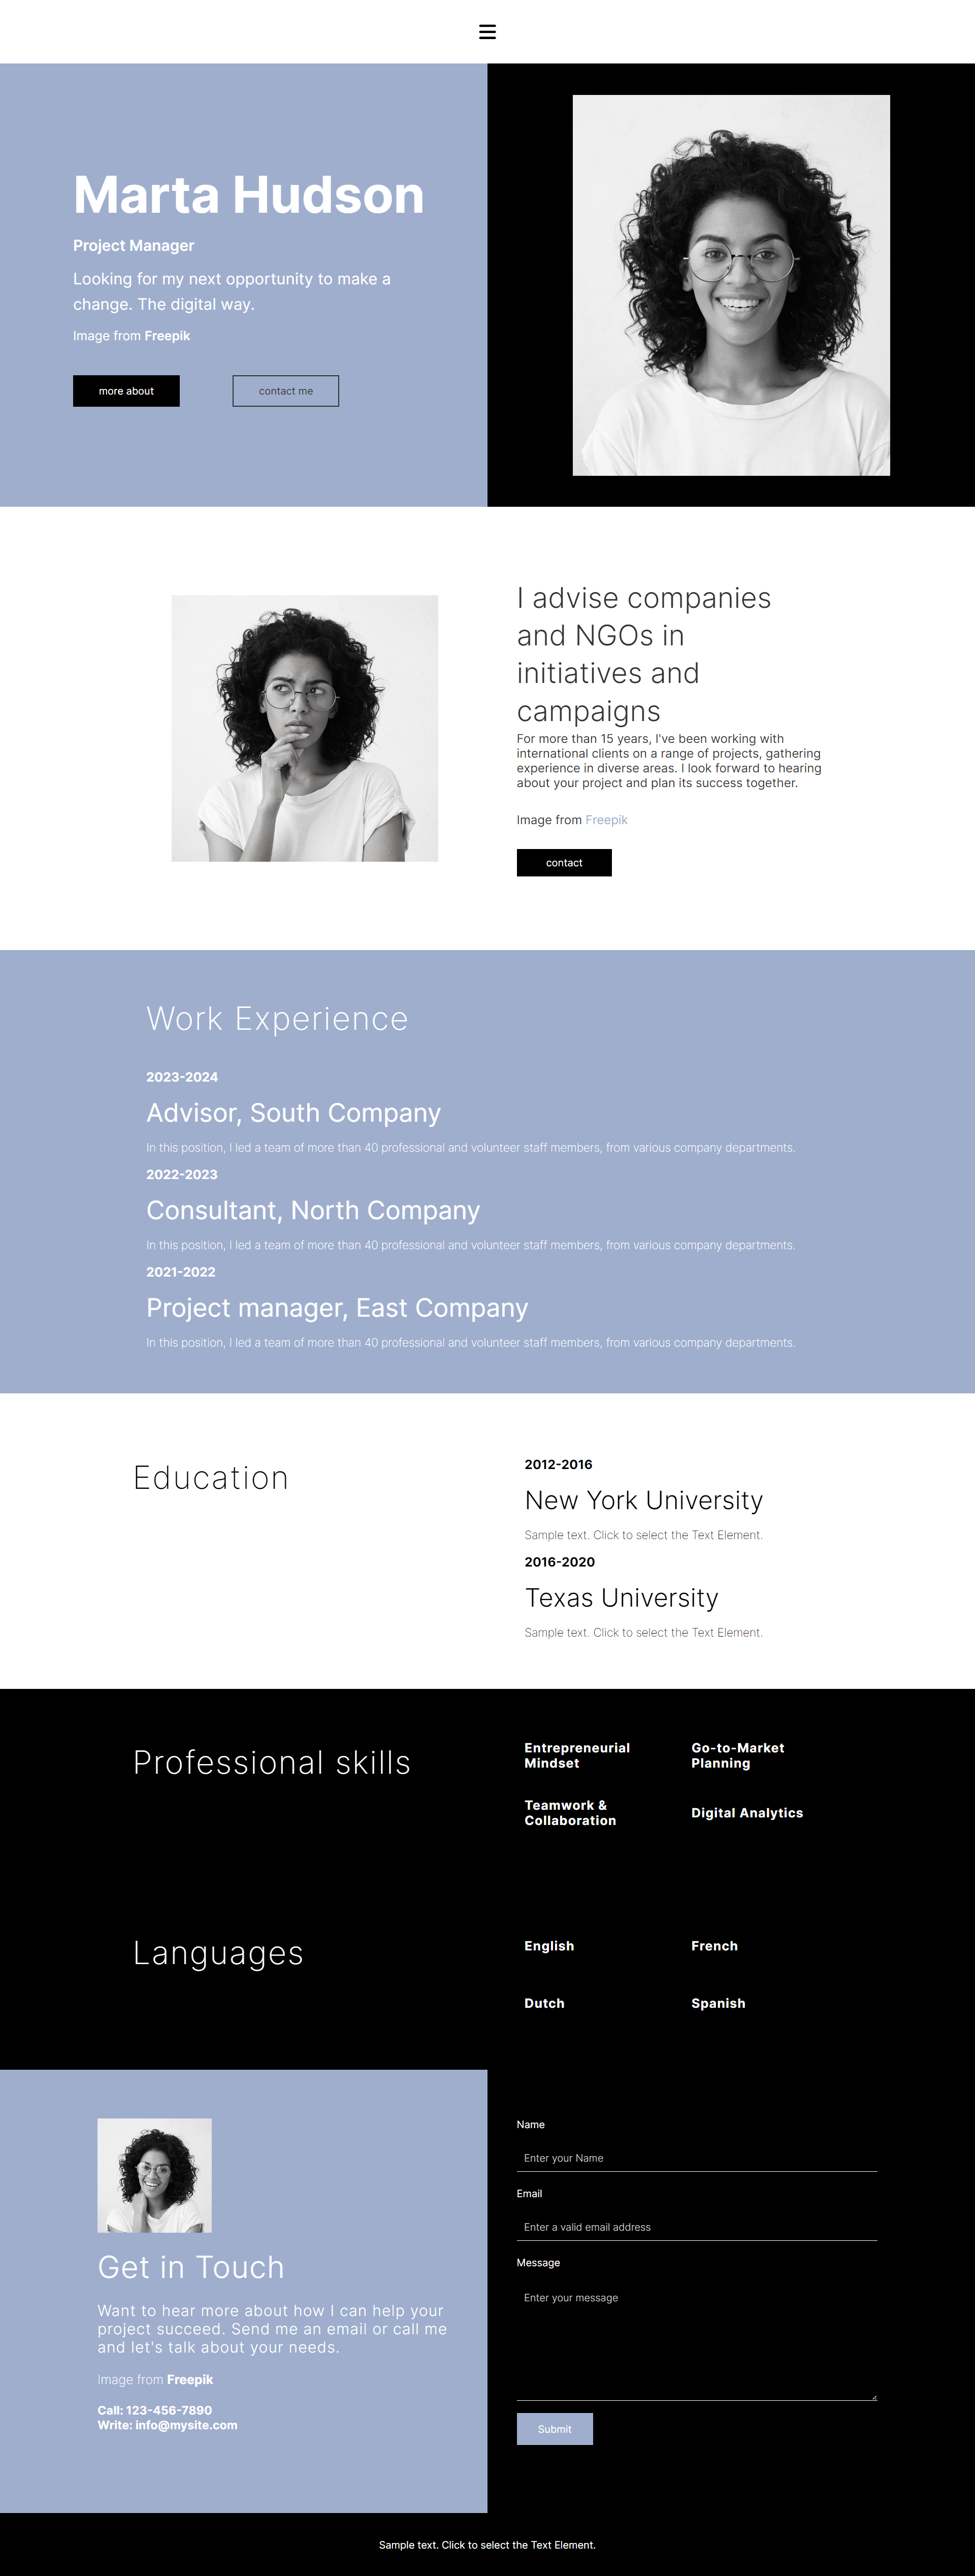 Marta Hudson
Project Manager
Looking for my next opportunity to make a
change. The digital way.
Image from Freepik
more about
contact me
I advise companies
and NGOs in
initiatives and
campaigns
For more than 15 years, I've been working with
international clients on a range of projects, gathering
experience in diverse areas. I look forward to hearing
about your project and plan its success together.
Image from Freepik
contact
Work Experience
2023-2024
Advisor, South Company
In this position, I led a team of more than 40 professional and volunteer staff members, from various company departments.
2022-2023
Consultant, North Company
In this position, I led a team of more than 40 professional and volunteer staff members, from various company departments.
2021-2022
Project manager, East Company
In this position, I led a team of more than 40 professional and volunteer staff members, from various company departments.
Education
2012-2016
New York University
Sample text. Click to select the Text Element.
2016-2020
Texas University
Sample text. Click to select the Text Element.
Professional skills
Entrepreneurial
Mindset
Go-to-Market
Planning
Teamwork &
Collaboration
Digital Analytics
Languages
English
French
Dutch
Spanish
Get in Touch
Want to hear more about how I can help your
project succeed. Send me an email or call me
and let's talk about your needs.
Image from Freepik
Call: 123-456-7890
Write: info@mysite.com
Name
Enter your Name
Email
Enter a valid email address
Message
Enter your message
Submit
Sample text. Click to select the Text Element.